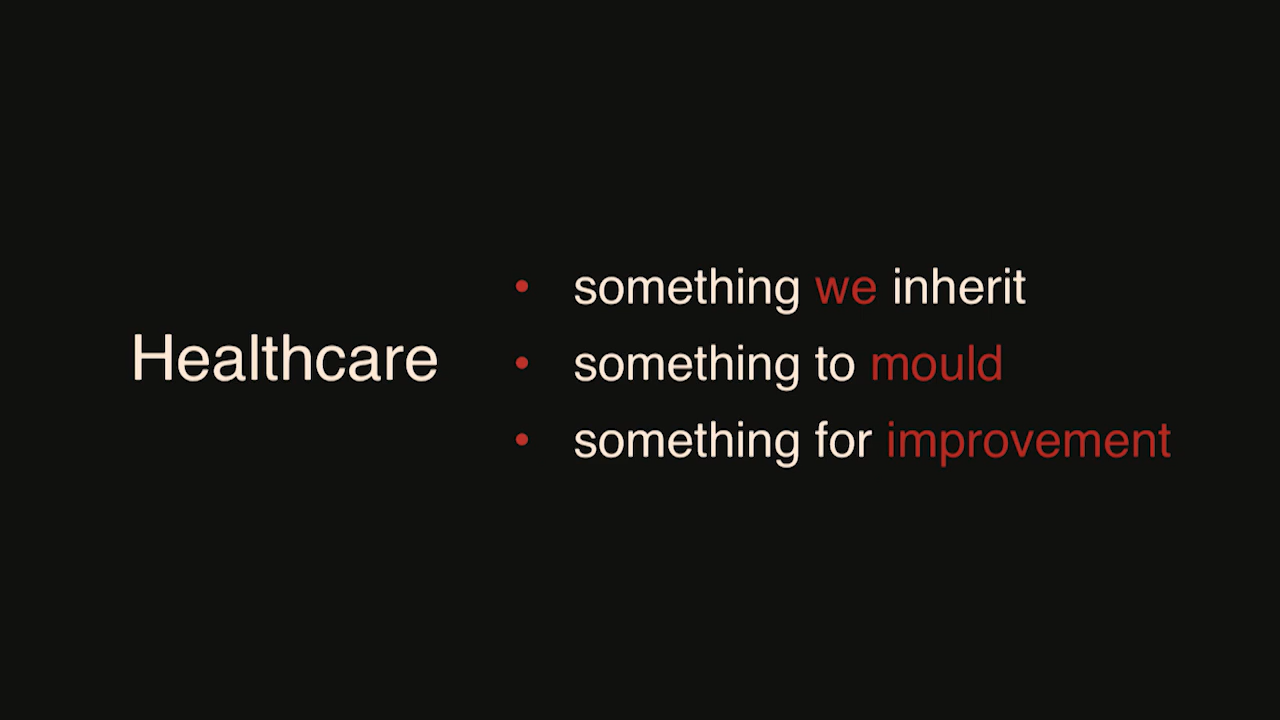 Healthcare
• something we inherit
• something to mould
• something for improvement